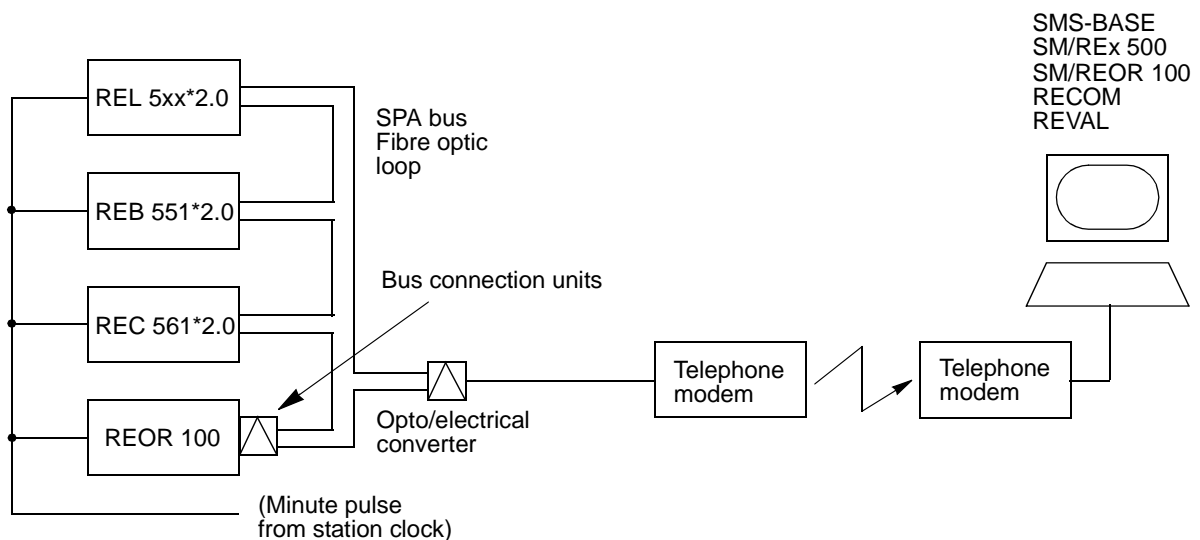 SMS-BASE
SM/REx 500
SM/REOR 100
RECOM
REVAL
REL 5xx*2.0
SPA bus
Fibre optic
loop
REB 551*2.0
Bus connection units
REC 561*2.0
Telephone
modem
Telephone
modem
Opto/electrical
converter
REOR 100
(Minute pulse
from station clock)